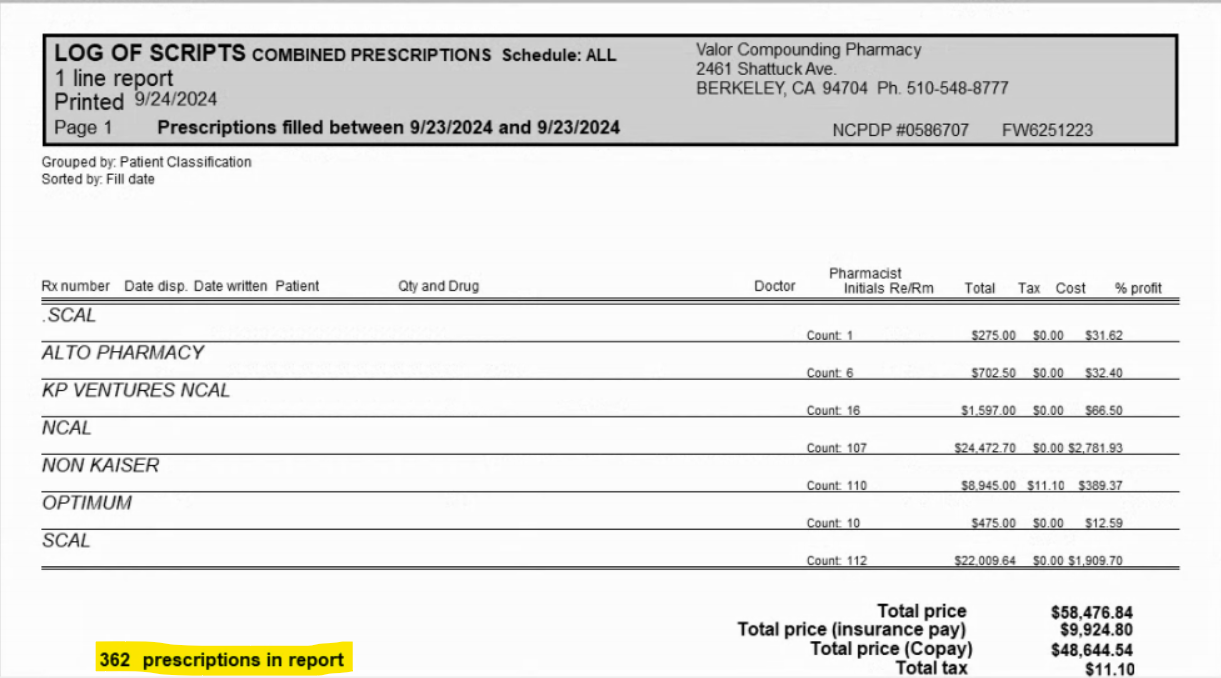 LOG OF SCRIPTS COMBINED PRESCRIPTIONS Schedule: ALL
1 line report
Printed 9/24/2024
Page 1 Prescriptions filled between 9/23/2024 and 9/23/2024
Valor Compounding Pharmacy
2461 Shattuck Ave.
BERKELEY, CA 94704 Ph. 510-548-8777
NCPDP #0586707 FW6251223
Grouped by: Patient Classification
Sorted by: Fill date
Rx number Date disp. Date written Patient Qty and Drug Doctor Pharmacist Initials Re/Rm Total Tax Cost % profit
.SCAL
Count: 1 $275.00 $0.00 $31.62
ALTO PHARMACY
Count: 6 $702.50 $0.00 $32.40
KP VENTURES NCAL
Count: 16 $1,597.00 $0.00 $66.50
NCAL
Count: 107 $24,472.70 $0.00 $2,781.93
NON KAISER
Count: 110 $8,945.00 $11.10 $389.37
OPTIMUM
Count: 10 $475.00 $0.00 $12.59
SCAL
Count: 112 $22,009.64 $0.00 $1,909.70
Total price $58,476.84
Total price (insurance pay) $9,924.80
Total price (Copay) $48,644.54
Total tax $11.10
362 prescriptions in report